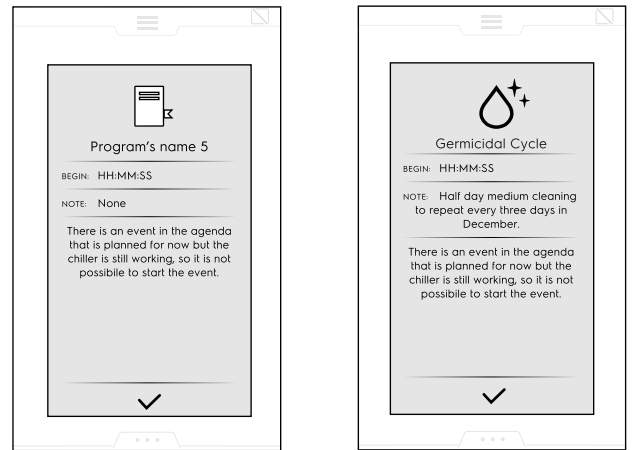 Program's name 5
BEGIN: HH:MM:SS
NOTE: None
There is an event in the agenda
that is planned for now but the
chiller is still working, so it is not
possibile to start the event.
Germicidal Cycle
BEGIN: HH:MM:SS
NOTE: Half day medium cleaning
to repeat every three days in
December.
There is an event in the agenda
that is planned for now but the
chiller is still working, so it is not
possibile to start the event.